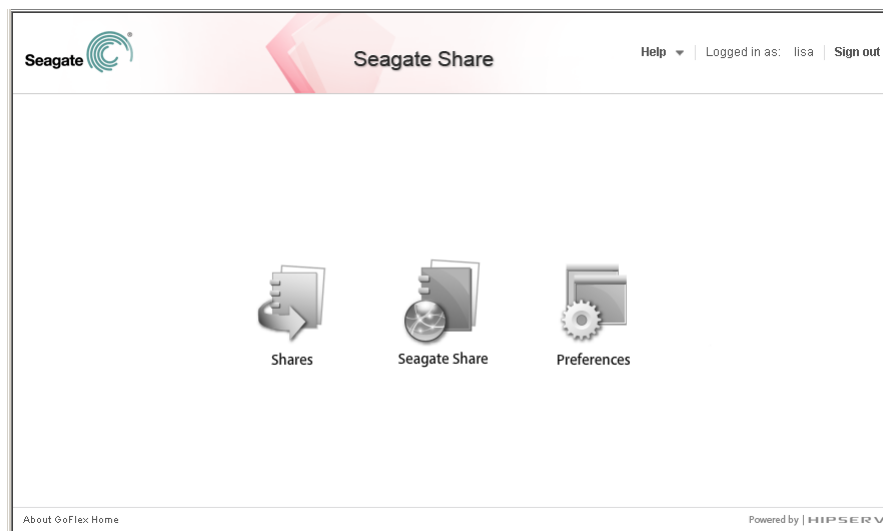 Seagate
Seagate Share
Help
Logged in as: lisa
Sign out
Shares
Seagate Share
Preferences
About GoFlex Home
Powered by | HIPSERV